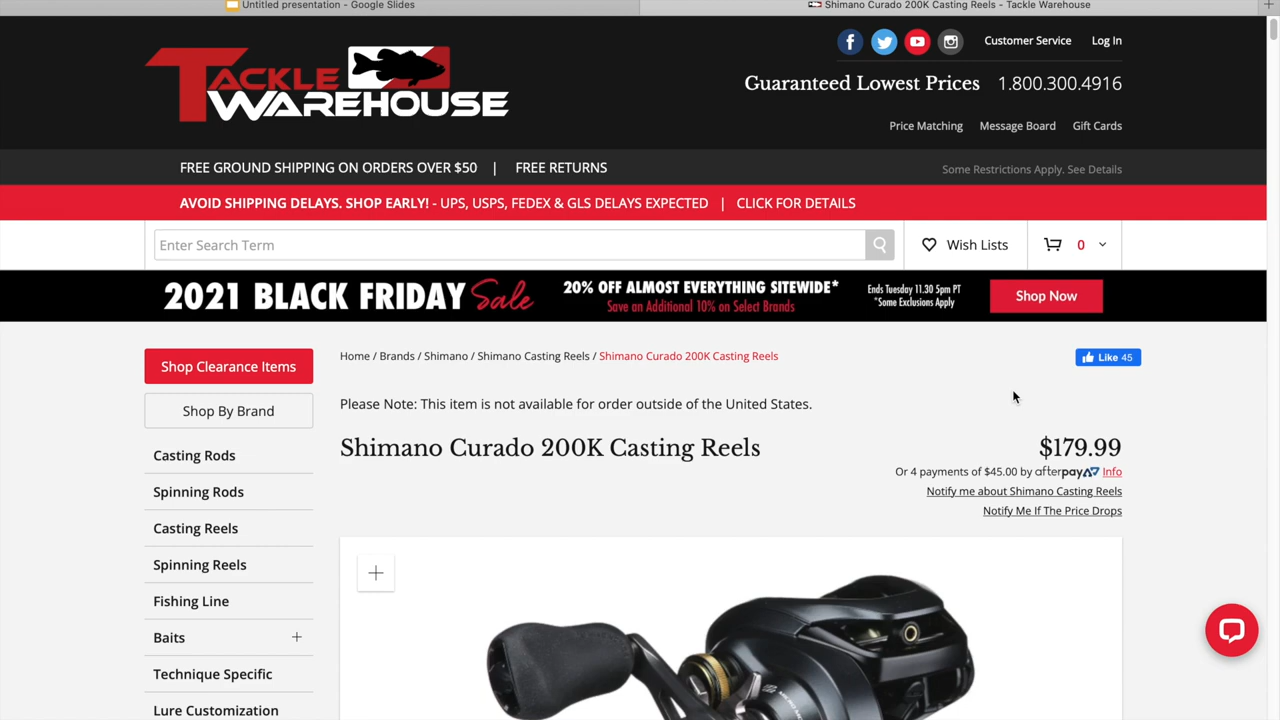 Untitled presentation - Google Slides
Shimano Curado 200K Casting Reels - Tackle Warehouse
TACKLE WAREHOUSE
Customer Service Log In
Guaranteed Lowest Prices 1.800.300.4916
Price Matching Message Board Gift Cards
FREE GROUND SHIPPING ON ORDERS OVER $50 | FREE RETURNS
Some Restrictions Apply. See Details
AVOID SHIPPING DELAYS. SHOP EARLY! - UPS, USPS, FEDEX & GLS DELAYS EXPECTED | CLICK FOR DETAILS
Enter Search Term
Wish Lists
0
2021 BLACK FRIDAY Sale
20% OFF ALMOST EVERYTHING SITEWIDE*
Save an Additional 10% on Select Brands
Ends Tuesday 11.30 5pm PT
*Some Exclusions Apply
Shop Now
Shop Clearance Items
Shop By Brand
Casting Rods
Spinning Rods
Casting Reels
Spinning Reels
Fishing Line
Baits
Technique Specific
Lure Customization
Home / Brands / Shimano / Shimano Casting Reels / Shimano Curado 200K Casting Reels
Like 45
Please Note: This item is not available for order outside of the United States.
Shimano Curado 200K Casting Reels
$179.99
Or 4 payments of $45.00 by afterpay Info
Notify me about Shimano Casting Reels
Notify Me If The Price Drops